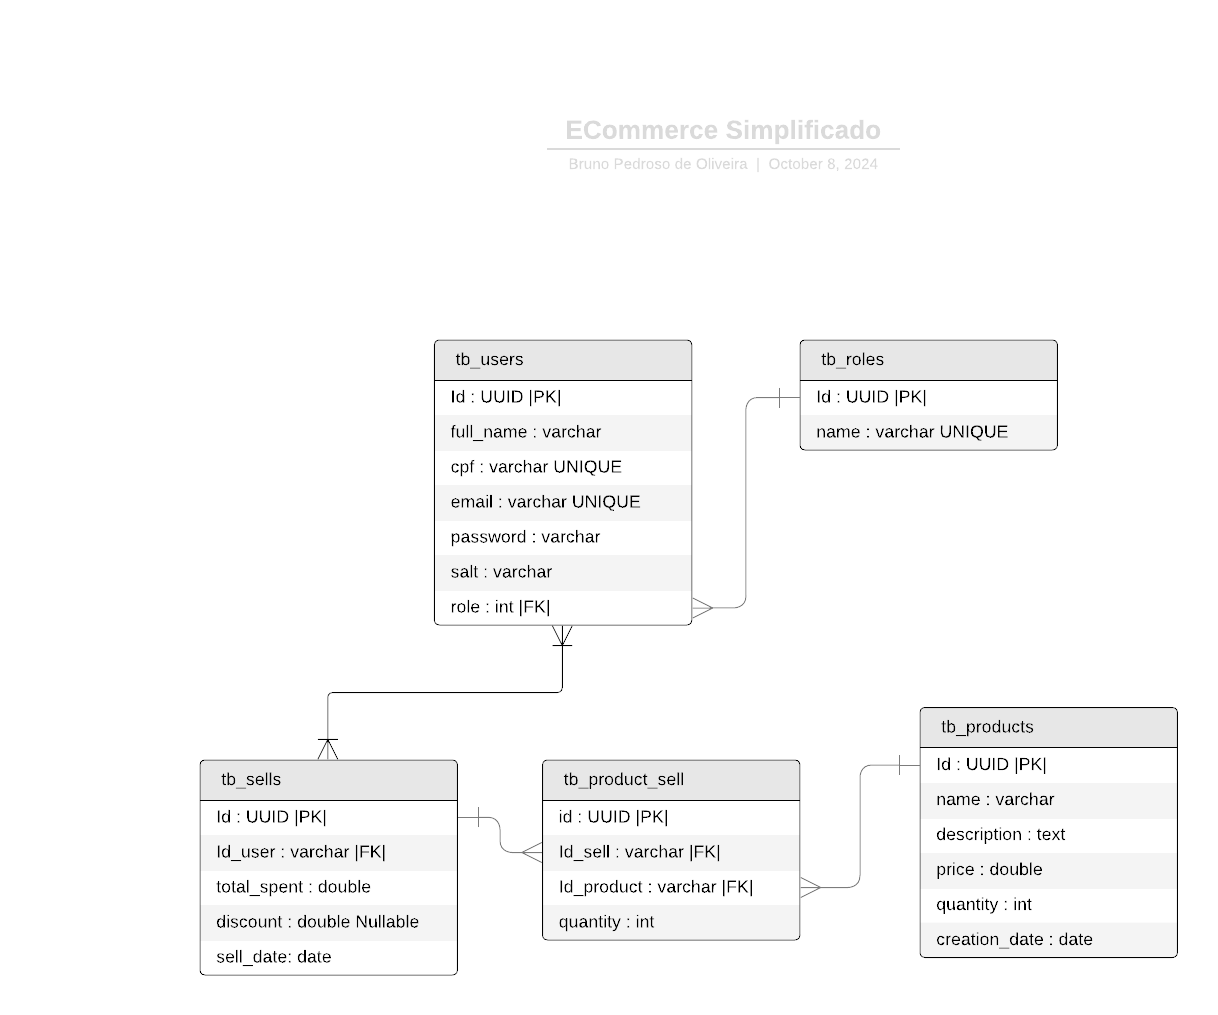 ECommerce Simplificado
Bruno Pedroso de Oliveira | October 8, 2024
tb_users
Id : UUID |PK|
full_name : varchar
cpf : varchar UNIQUE
email : varchar UNIQUE
password : varchar
salt : varchar
role : int |FK|
tb_roles
Id : UUID |PK|
name : varchar UNIQUE
tb_sells
Id : UUID |PK|
Id_user : varchar |FK|
total_spent : double
discount : double Nullable
sell_date: date
tb_product_sell
id : UUID |PK|
Id_sell : varchar |FK|
Id_product : varchar |FK|
quantity : int
tb_products
Id : UUID |PK|
name : varchar
description : text
price : double
quantity : int
creation_date : date